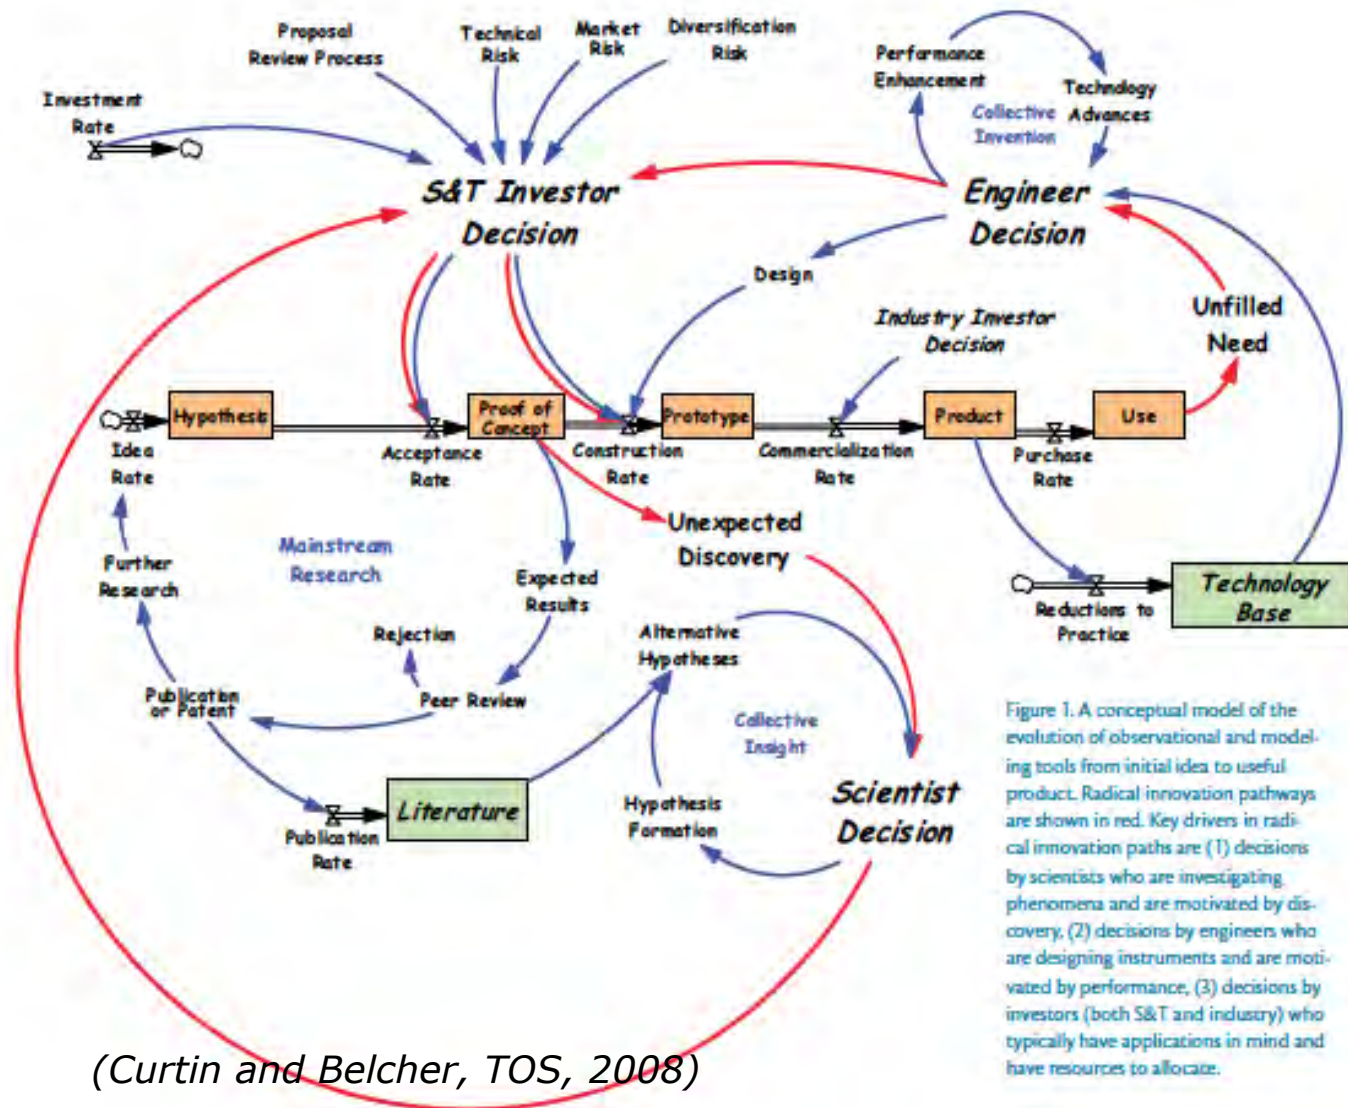 Proposal
Review Process
Technical
Risk
Market
Risk
Diversification
Risk
Performance
Enhancement
Technology
Advances
Collective
Invention
Investment
Rate
S&T Investor
Decision
Engineer
Decision
Design
Industry Investor
Decision
Unfilled
Need
Hypothesis
Proof of
Concept
Prototype
Product
Use
Idea
Rate
Acceptance
Rate
Construction
Rate
Commercialization
Rate
Purchase
Rate
Mainstream
Research
Unexpected
Discovery
Further
Research
Expected
Results
Technology
Base
Reductions to
Practice
Rejection
Alternative
Hypotheses
Publication
or Patent
Peer Review
Collective
Insight
Literature
Publication
Rate
Hypothesis
Formation
Scientist
Decision
Figure 1. A conceptual model of the
evolution of observational and model-
ing tools from initial idea to useful
product. Radical innovation pathways
are shown in red. Key drivers in radi-
cal innovation paths are (1) decisions
by scientists who are investigating
phenomena and are motivated by dis-
covery, (2) decisions by engineers who
are designing instruments and are moti-
vated by performance, (3) decisions by
investors (both S&T and industry) who
typically have applications in mind and
have resources to allocate.
(Curtin and Belcher, TOS, 2008)